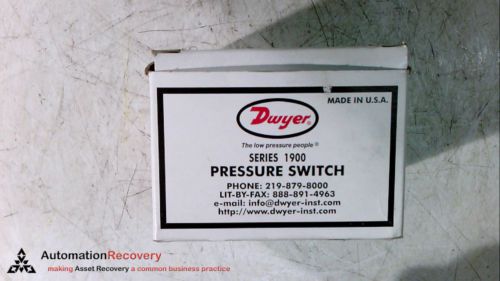 MADE IN U.S.A.
Dwyer®
The low pressure people®
SERIES 1900
PRESSURE SWITCH
PHONE: 219-879-8000
LIT-BY-FAX: 888-891-4963
e-mail: info@dwyer-inst.com
http://www.dwyer-inst.com
AutomationRecovery
making Asset Recovery a common business practice